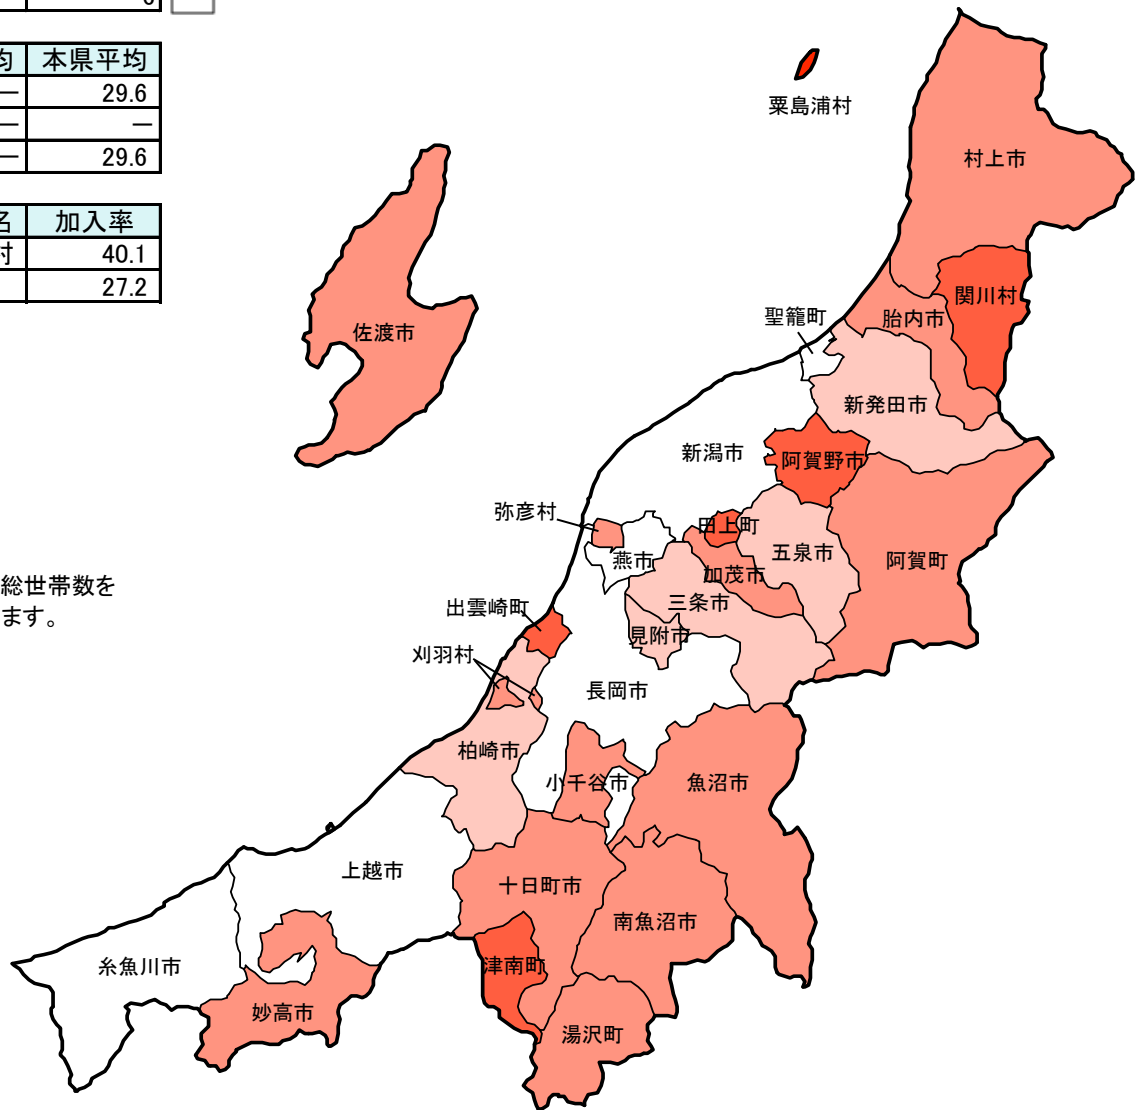 均 本県平均
— 29.6
— —
— 29.6
名 加入率
村 40.1
27.2
粟島浦村
村上市
関川村
胎内市
聖籠町
佐渡市
新発田市
新潟市
阿賀野市
弥彦村
田上町
五泉市
燕市
阿賀町
加茂市
総世帯数を
ます。
三条市
出雲崎町
見附市
刈羽村
長岡市
柏崎市
小千谷市
魚沼市
上越市
十日町市
南魚沼市
糸魚川市
津南町
妙高市
湯沢町